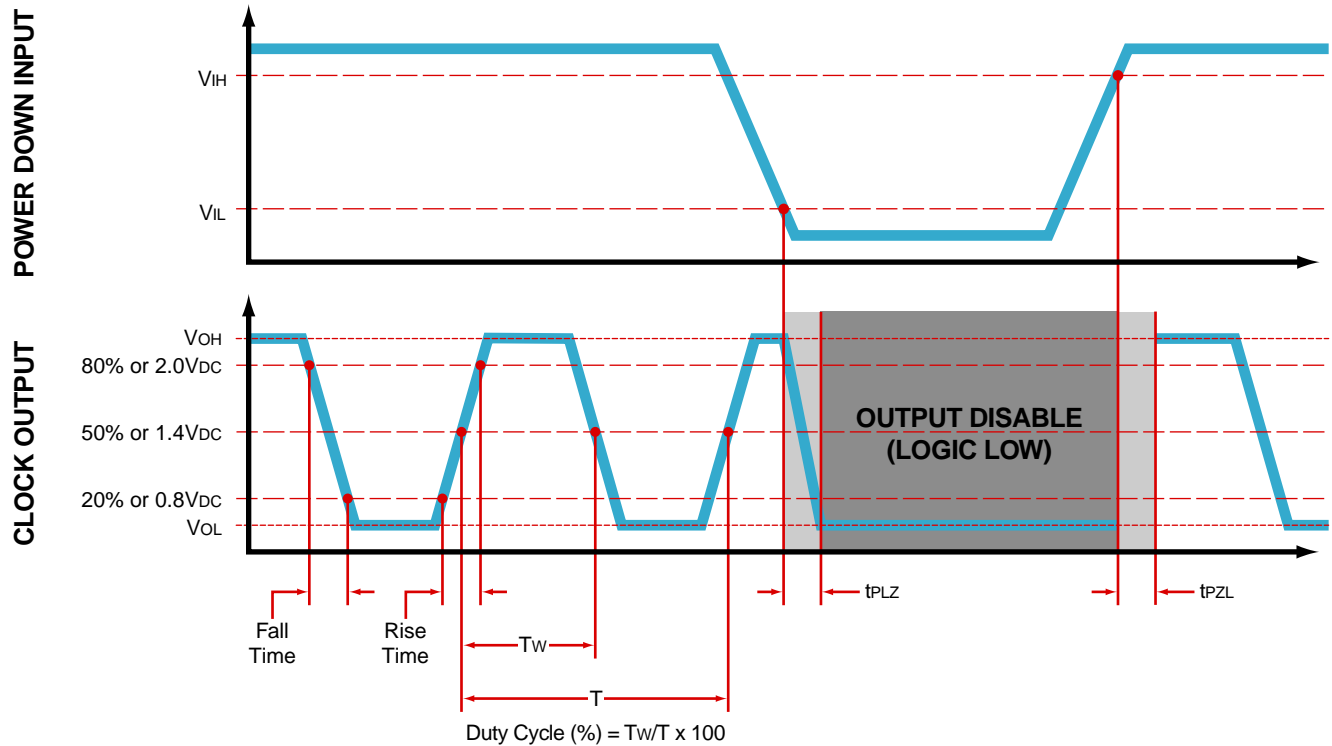 POWER DOWN INPUT
VIH
VIL
CLOCK OUTPUT
VOH
80% or 2.0VDC
50% or 1.4VDC
20% or 0.8VDC
VOL
OUTPUT DISABLE
(LOGIC LOW)
tPLZ
tPZL
Fall
Time
Rise
Time
TW
T
Duty Cycle (%) = TW/T x 100